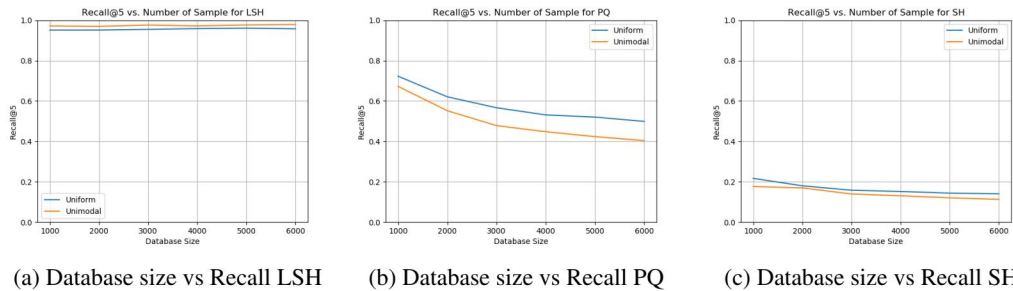 Recall@5 vs. Number of Sample for LSH
1.0
0.8
0.6
0.4
0.2
0.0
Recall@5
Uniform
Unimodal
1000 2000 3000 4000 5000 6000
Database Size
(a) Database size vs Recall LSH
Recall@5 vs. Number of Sample for PQ
Uniform
Unimodal
1.0
0.8
0.6
0.4
0.2
0.0
Recall@5
1000 2000 3000 4000 5000 6000
Database Size
(b) Database size vs Recall PQ
Recall@5 vs. Number of Sample for SH
Uniform
Unimodal
1.0
0.8
0.6
0.4
0.2
0.0
Recall@5
1000 2000 3000 4000 5000 6000
Database Size
(c) Database size vs Recall SH